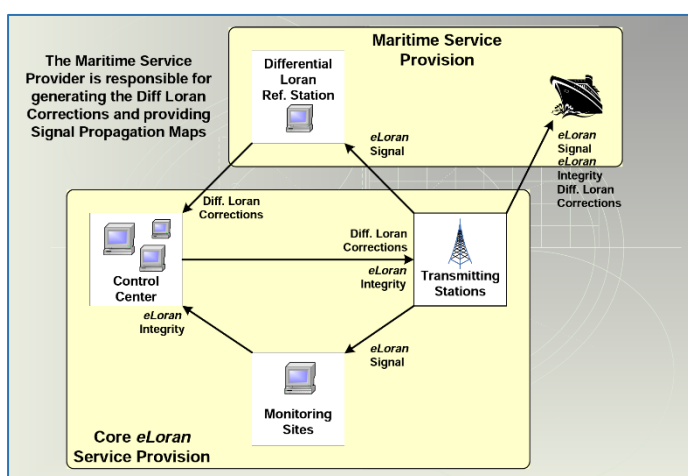 The Maritime Service
Provider is responsible for
generating the Diff Loran
Corrections and providing
Signal Propagation Maps
Maritime Service
Provision
Differential
Loran
Ref. Station
eLoran
Signal
eLoran
Signal
eLoran
Integrity
Diff. Loran
Corrections
Diff. Loran
Corrections
Diff. Loran
Corrections
eLoran
Integrity
Control
Center
Transmitting
Stations
eLoran
Integrity
eLoran
Signal
Monitoring
Sites
Core eLoran
Service Provision